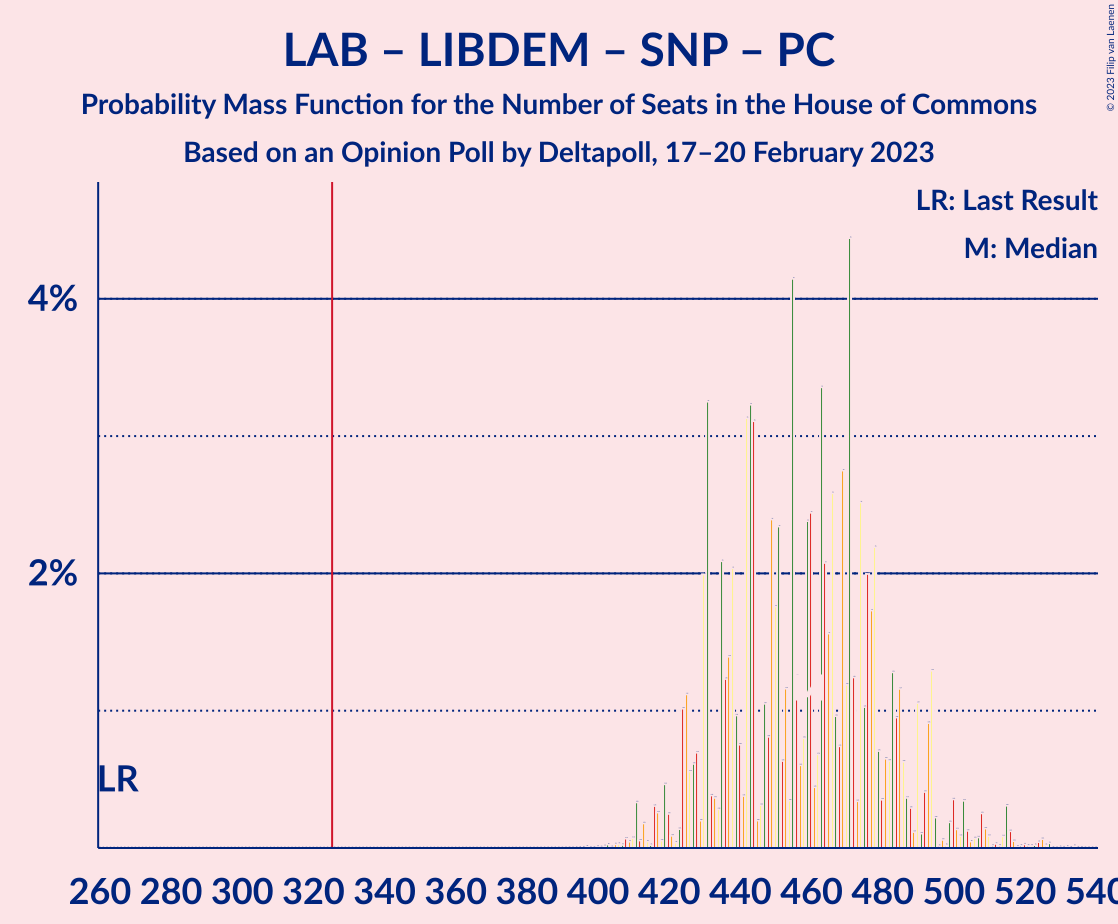 LAB – LIBDEM – SNP – PC
Probability Mass Function for the Number of Seats in the House of Commons
Based on an Opinion Poll by Deltapoll, 17–20 February 2023
© 2023 Filip van Laenen
LR: Last Result
M: Median
4%
2%
LR
260 280 300 320 340 360 380 400 420 440 460 480 500 520 540